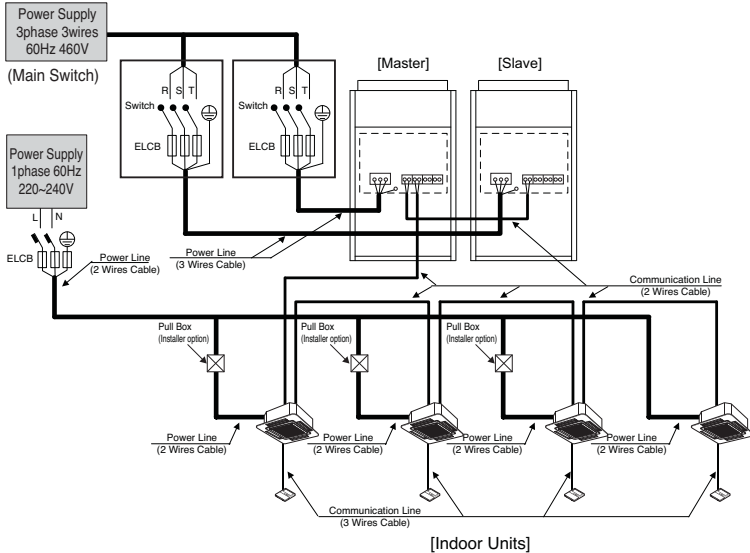 Power Supply
3phase 3wires
60Hz 460V
(Main Switch)
R S T
Switch
ELCB
R S T
Switch
ELCB
[Master]
[Slave]
Power Supply
1phase 60Hz
220~240V
L N
ELCB
Power Line
(2 Wires Cable)
Power Line
(3 Wires Cable)
Communication Line
(2 Wires Cable)
Pull Box
(Installer option)
Pull Box
(Installer option)
Pull Box
(Installer option)
Power Line
(2 Wires Cable)
Power Line
(2 Wires Cable)
Power Line
(2 Wires Cable)
Power Line
(2 Wires Cable)
Communication Line
(3 Wires Cable)
[Indoor Units]